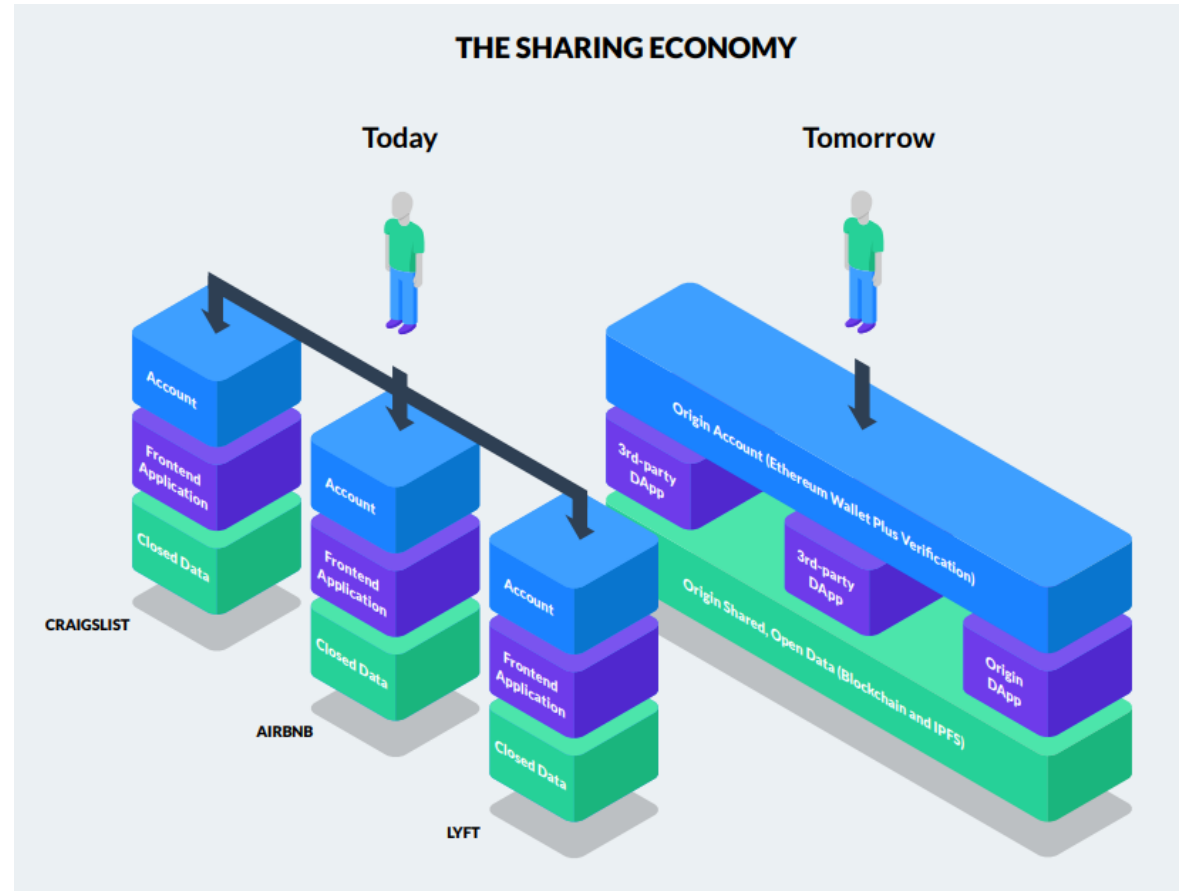 THE SHARING ECONOMY
Today
Tomorrow
Account
Frontend
Application
Closed Data
CRAIGSLIST
Account
Frontend
Application
Closed Data
AIRBNB
Account
Frontend
Application
Closed Data
LYFT
Origin Account (Ethereum Wallet Plus Verification)
3rd-party
DApp
3rd-party
DApp
Origin
DApp
Origin Shared, Open Data (Blockchain and IPFS)